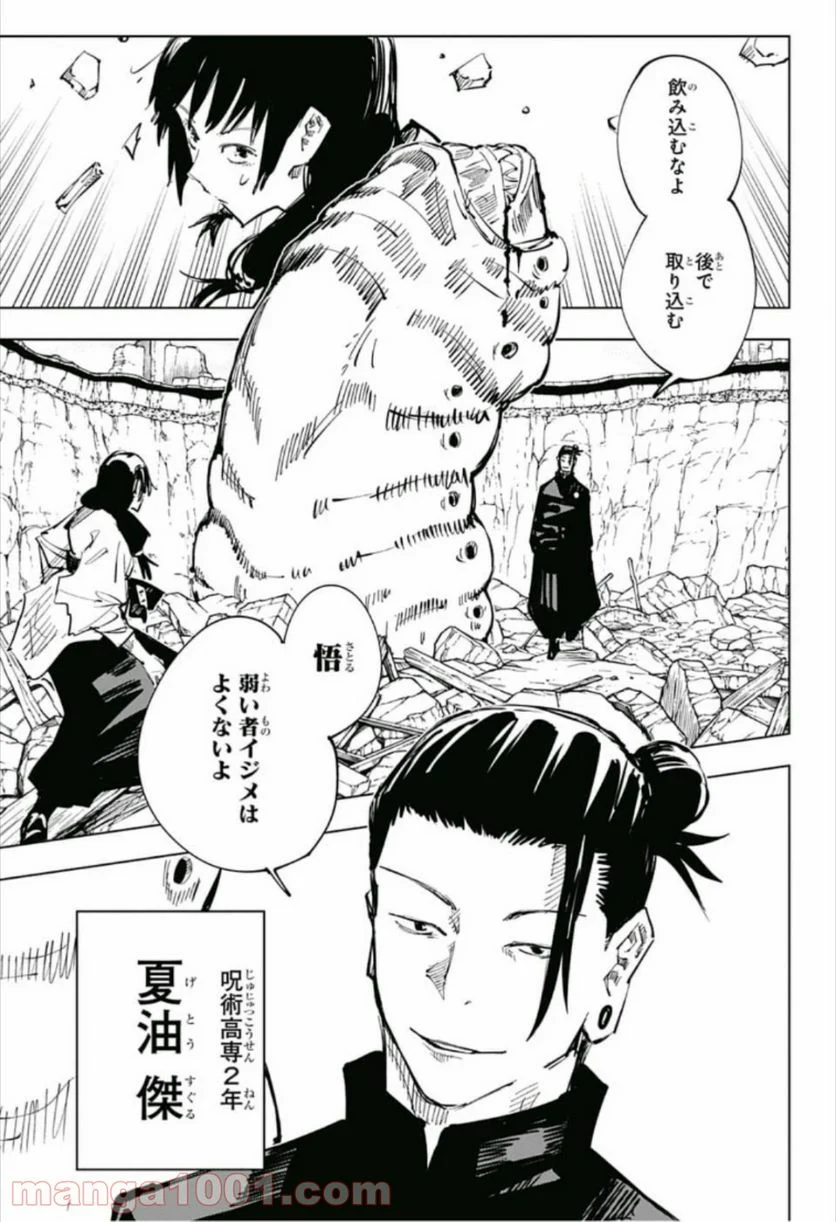 飲み込むなよ
後で
取り込む
悟
弱い者イジメは
よくないよ
呪術高専2年
夏油 傑
manga1001.com